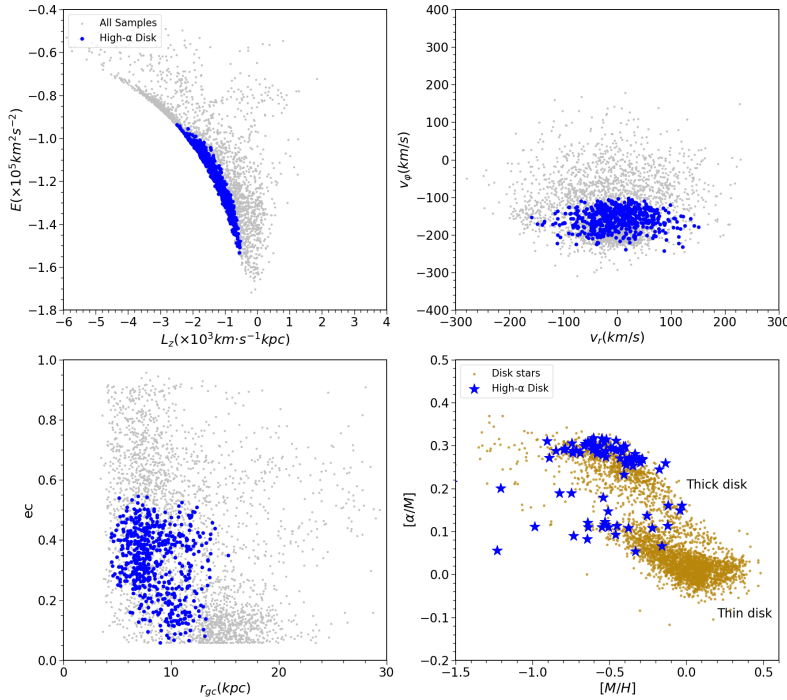 All Samples
High-α Disk
E(×10⁵km²s⁻²)
−0.4
−0.6
−0.8
−1.0
−1.2
−1.4
−1.6
−1.8
−6 −5 −4 −3 −2 −1 0 1 2 3 4
L_z(×10³km·s⁻¹kpc)
v_φ(km/s)
400
300
200
100
0
−100
−200
−300
−400
−300 −200 −100 0 100 200 300
v_r(km/s)
ec
1.0
0.8
0.6
0.4
0.2
0.0
0 10 20 30
r_gc(kpc)
Disk stars
High-α Disk
[α/M]
0.5
0.4
0.3
0.2
0.1
0.0
−0.1
−0.2
Thick disk
Thin disk
−1.5 −1.0 −0.5 0.0 0.5
[M/H]